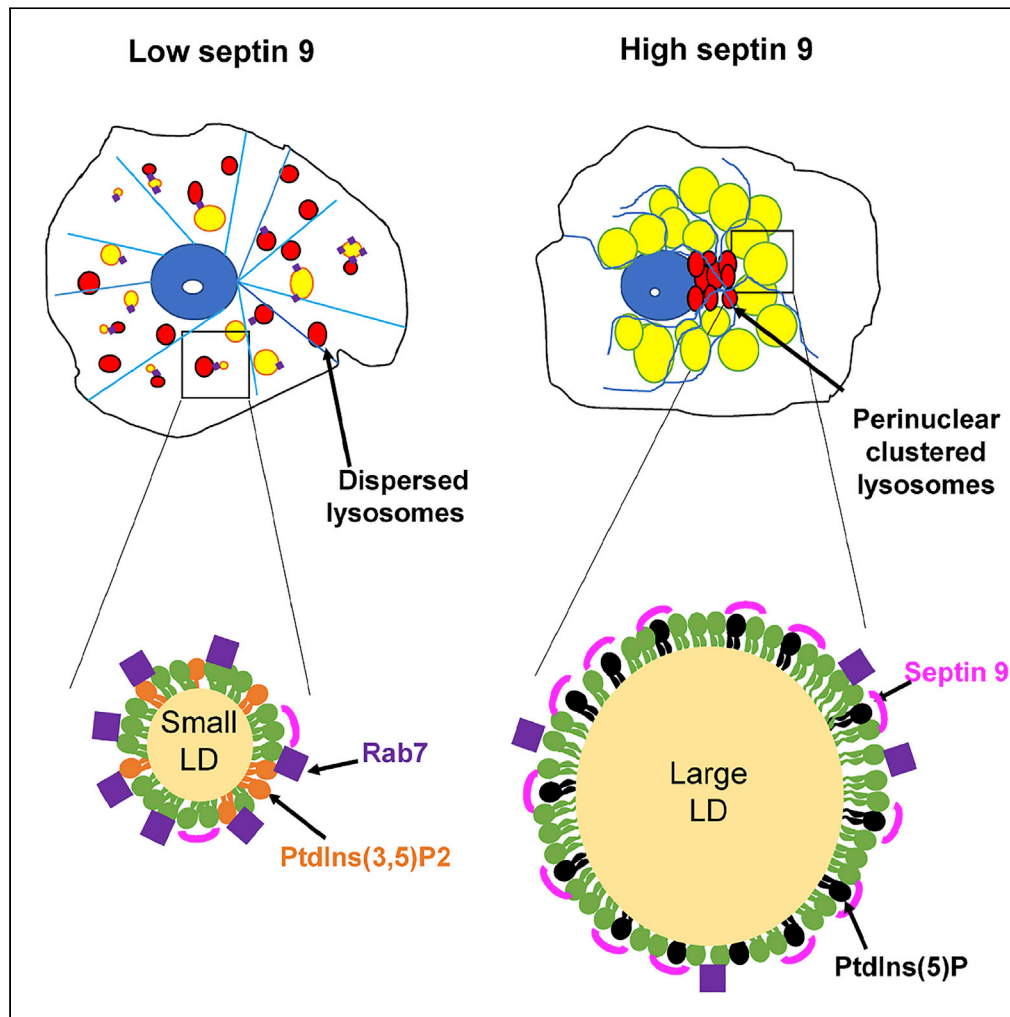 Low septin 9
High septin 9
Dispersed
lysosomes
Perinuclear
clustered
lysosomes
Small
LD
Rab7
PtdIns(3,5)P2
Large
LD
Septin 9
PtdIns(5)P